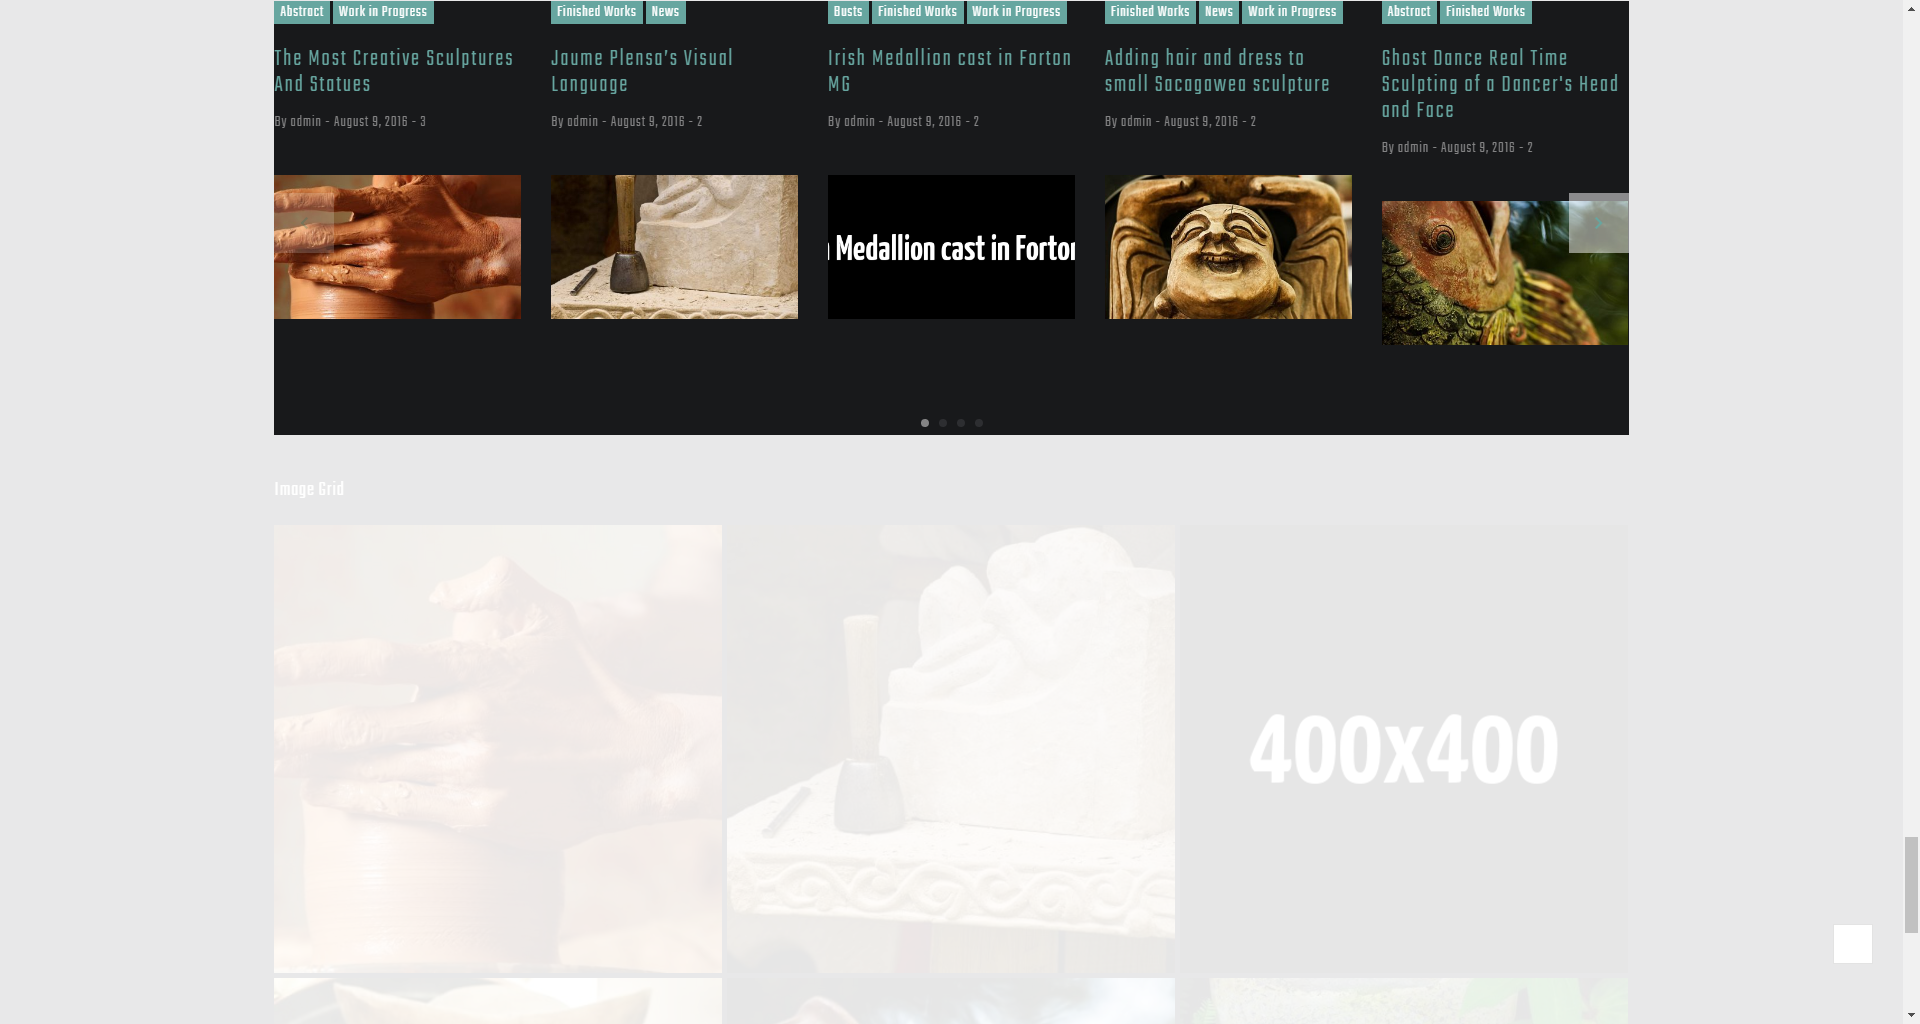 Abstract Work in Progress
The Most Creative Sculptures
And Statues
By admin - August 9, 2016 - 3
Finished Works News
Jaume Plensa’s Visual
Language
By admin - August 9, 2016 - 2
Busts Finished Works Work in Progress
Irish Medallion cast in Forton
MG
By admin - August 9, 2016 - 2
Medallion cast in Forton
Finished Works News Work in Progress
Adding hair and dress to
small Sacagawea sculpture
By admin - August 9, 2016 - 2
Abstract Finished Works
Ghost Dance Real Time
Sculpting of a Dancer's Head
and Face
By admin - August 9, 2016 - 2
Image Grid
400x400